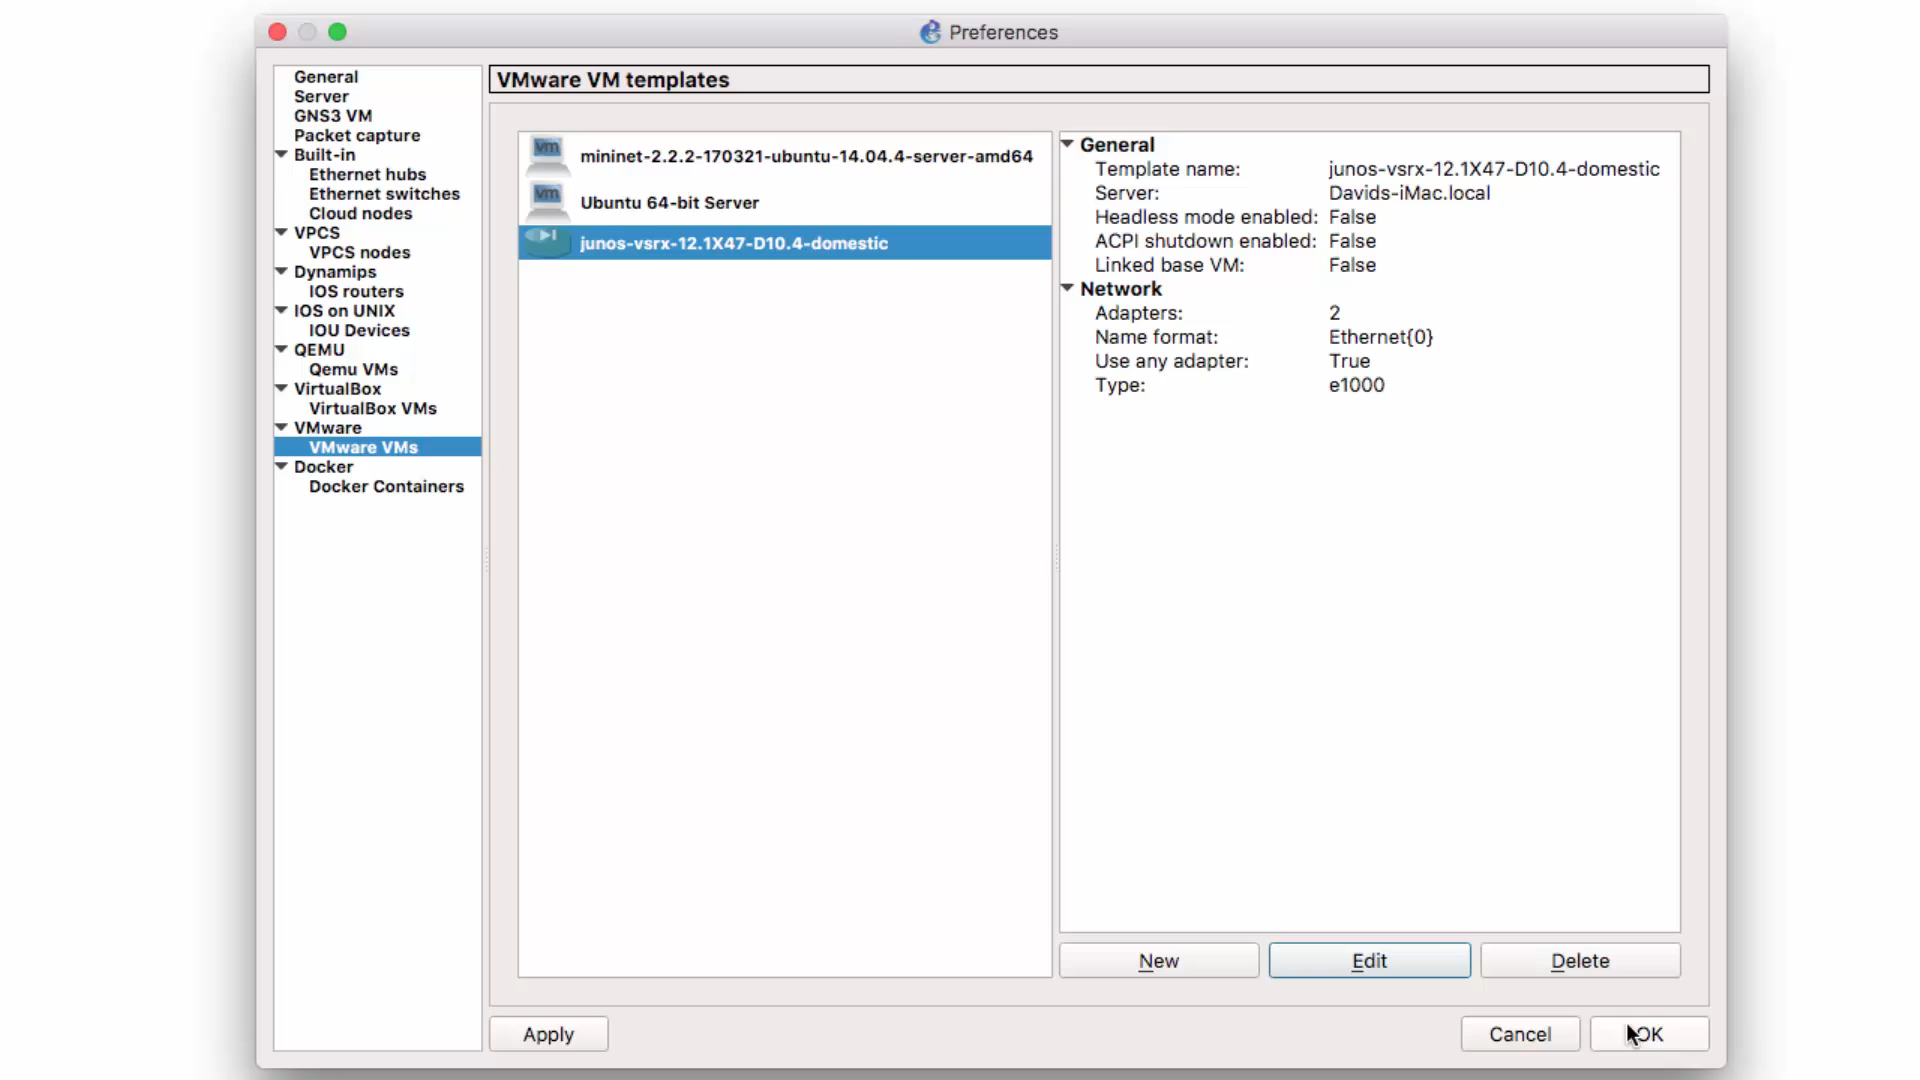 Preferences
General
Server
GNS3 VM
Packet capture
Built-in
Ethernet hubs
Ethernet switches
Cloud nodes
VPCS
VPCS nodes
Dynamips
IOS routers
IOS on UNIX
IOU Devices
QEMU
Qemu VMs
VirtualBox
VirtualBox VMs
VMware
VMware VMs
Docker
Docker Containers
VMware VM templates
vm
mininet-2.2.2-170321-ubuntu-14.04.4-server-amd64
vm
Ubuntu 64-bit Server
junos-vsrx-12.1X47-D10.4-domestic
General
Template name: junos-vsrx-12.1X47-D10.4-domestic
Server: Davids-iMac.local
Headless mode enabled: False
ACPI shutdown enabled: False
Linked base VM: False
Network
Adapters: 2
Name format: Ethernet{0}
Use any adapter: True
Type: e1000
New Edit Delete
Apply Cancel OK